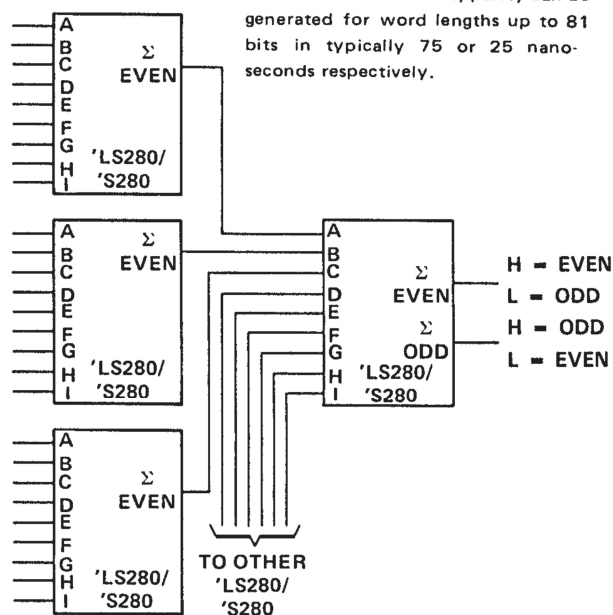 generated for word lengths up to 81
bits in typically 75 or 25 nano-
seconds respectively.
A
B
C
D
E
F
G
H
I
Σ
EVEN
'LS280/
'S280
A
B
C
D
E
F
G
H
I
Σ
EVEN
'LS280/
'S280
A
B
C
D
E
F
G
H
I
Σ
EVEN
'LS280/
'S280
A
B
C
D
E
F
G
H
I
Σ
EVEN
Σ
ODD
'LS280/
'S280
H = EVEN
L = ODD
H = ODD
L = EVEN
TO OTHER
'LS280/
'S280